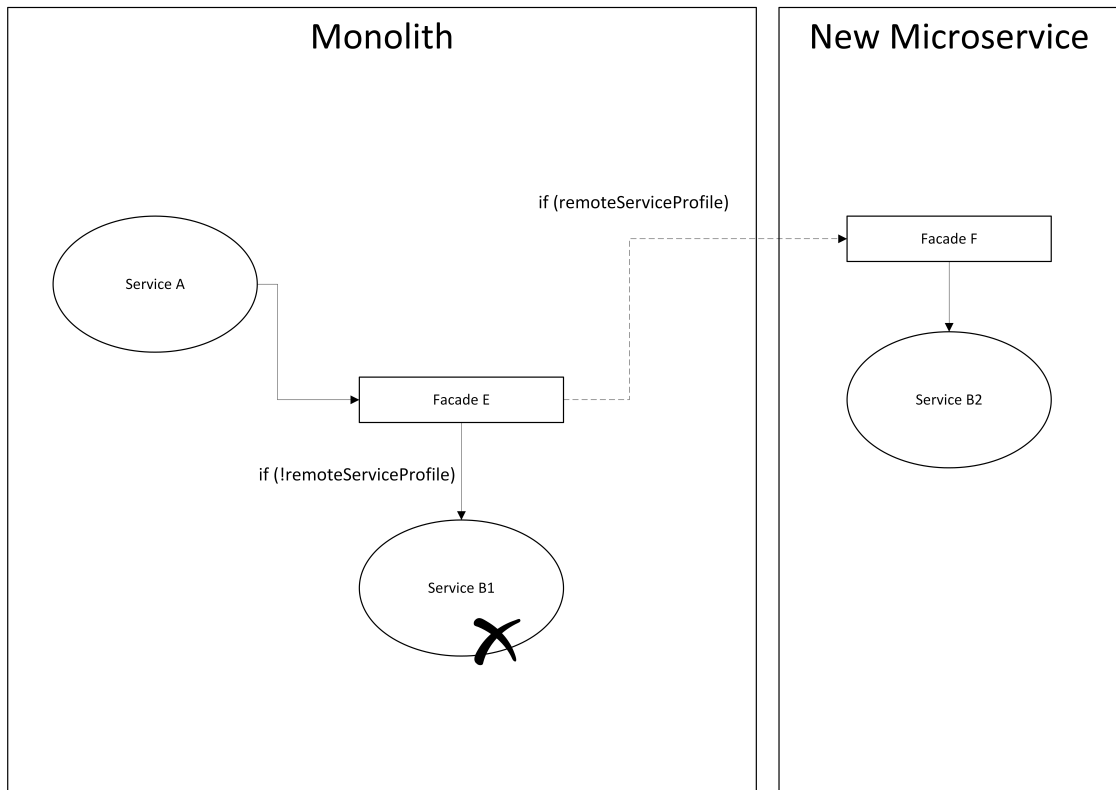 Monolith
New Microservice
if (remoteServiceProfile)
Facade F
Service A
Facade E
Service B2
if (!remoteServiceProfile)
Service B1